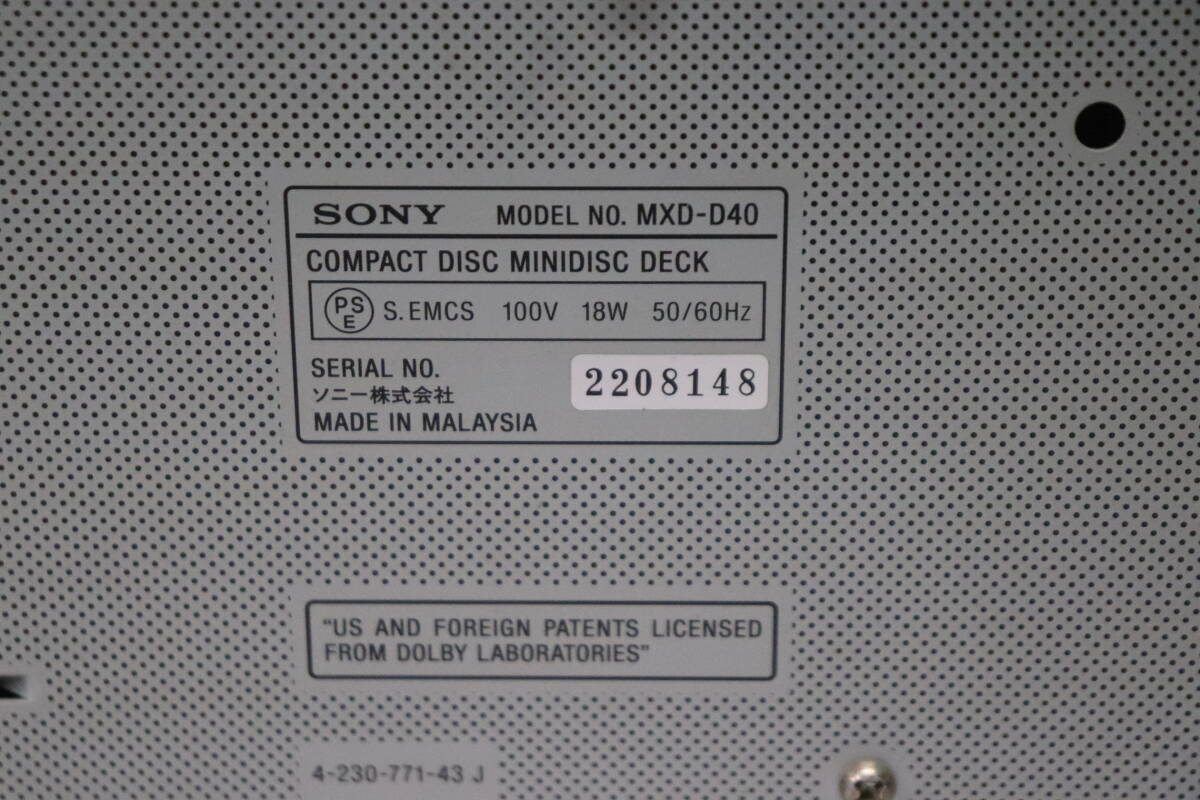 SONY MODEL NO. MXD-D40
COMPACT DISC MINIDISC DECK
PSE S.EMCS 100V 18W 50/60Hz
SERIAL NO. 2208148
ソニー株式会社
MADE IN MALAYSIA
"US AND FOREIGN PATENTS LICENSED
FROM DOLBY LABORATORIES"
4-230-771-43 J